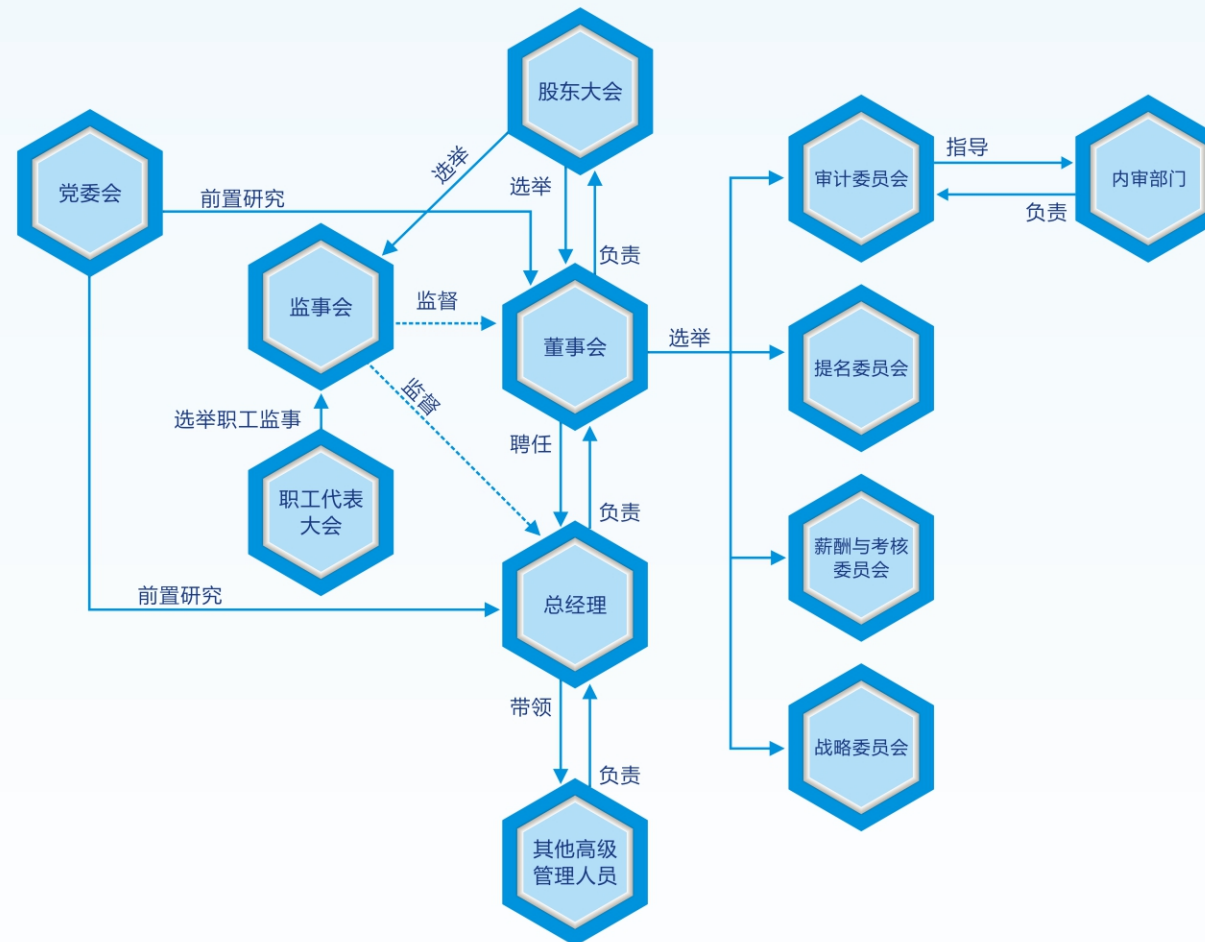 股东大会
党委会
选举
选举
前置研究
负责
审计委员会
指导
负责
内审部门
监事会
监督
董事会
选举
提名委员会
监督
选举职工监事
聘任
负责
职工代表
大会
薪酬与考核
委员会
前置研究
总经理
带领
负责
战略委员会
其他高级
管理人员